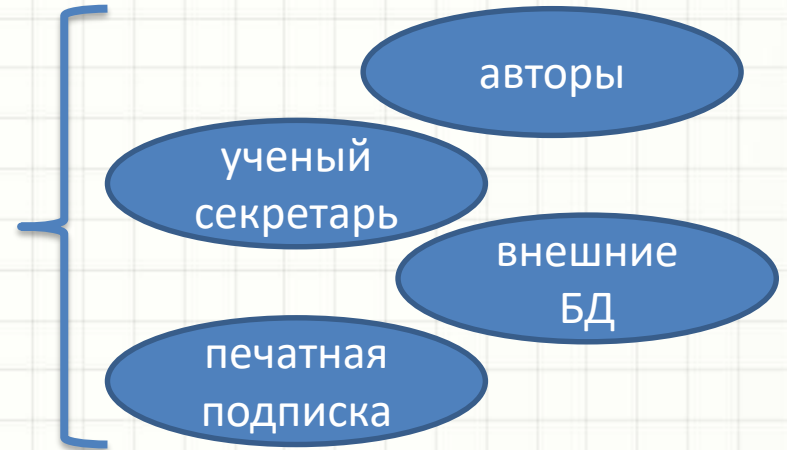 авторы
ученый
секретарь
внешние
БД
печатная
подписка